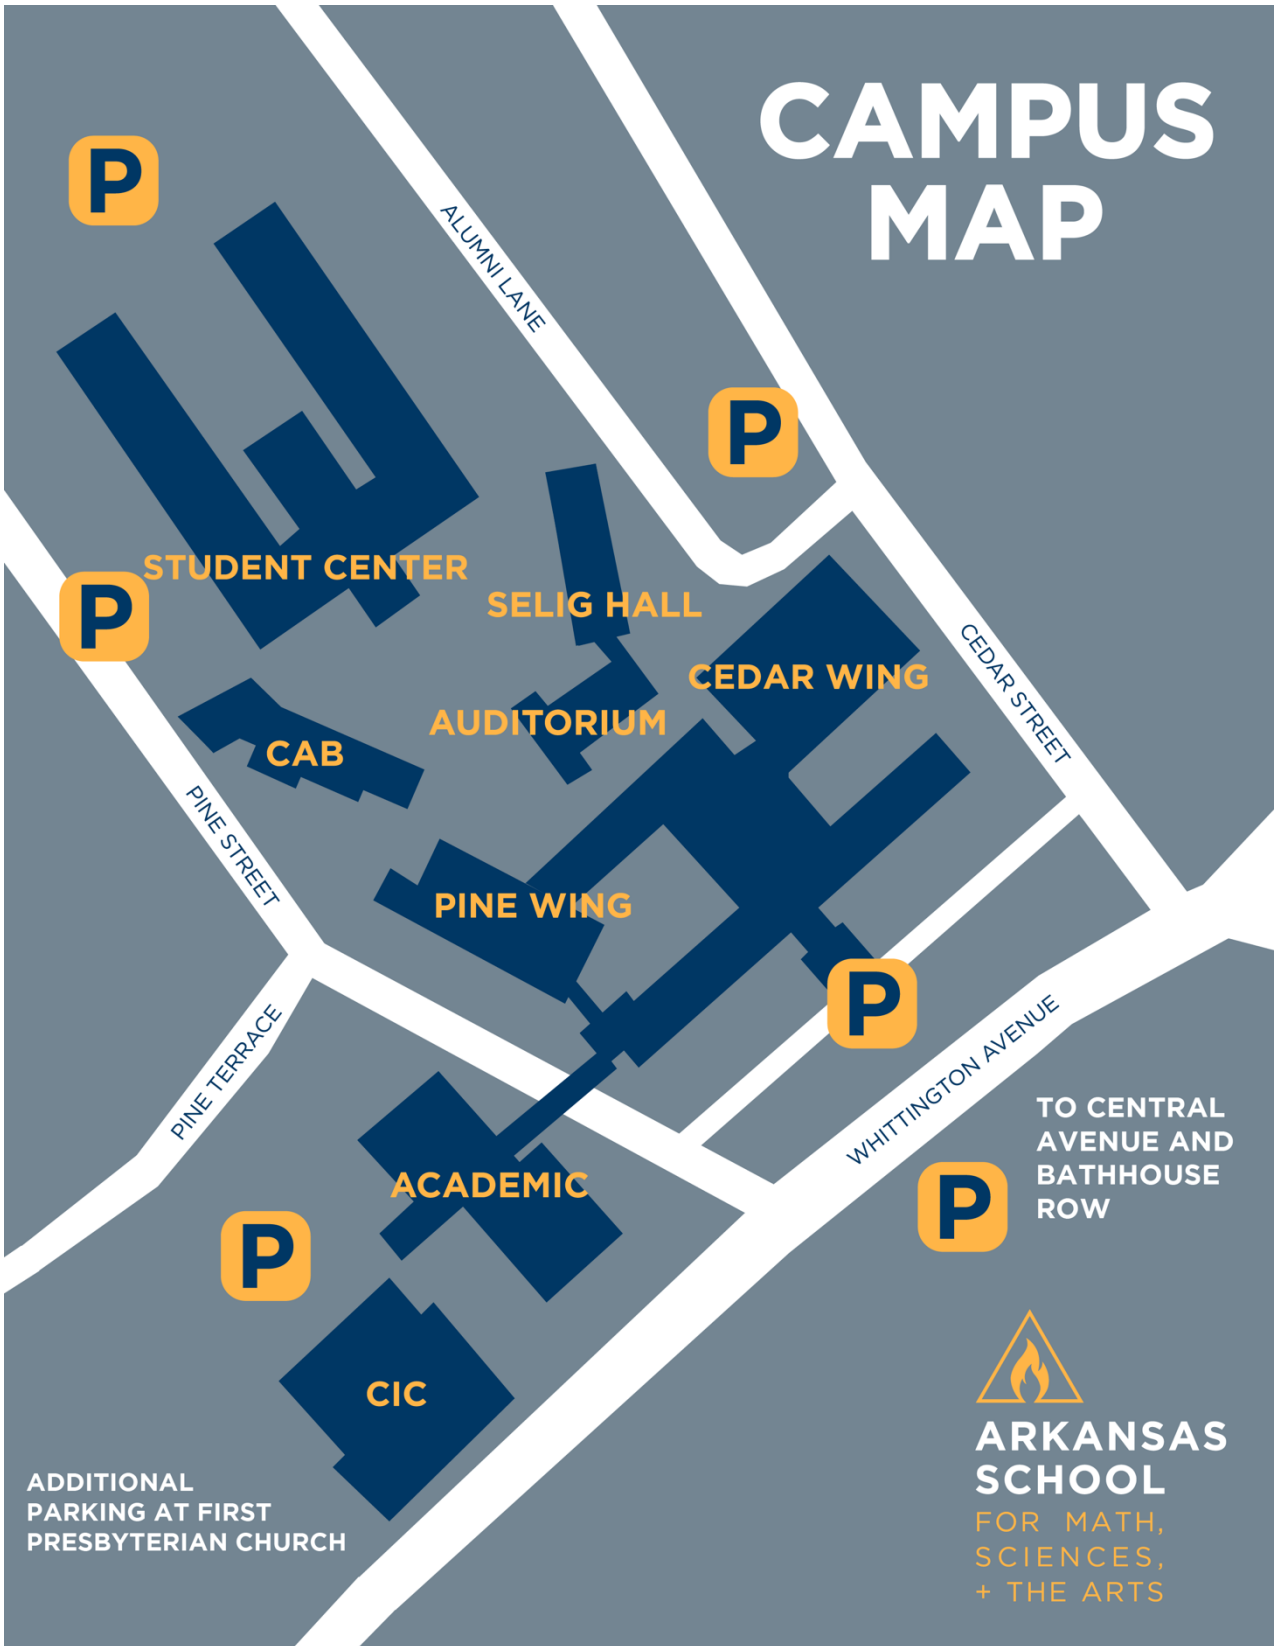 CAMPUS
MAP
P
ALUMNI LANE
P
STUDENT CENTER
P
SELIG HALL
CEDAR STREET
CEDAR WING
AUDITORIUM
CAB
PINE STREET
PINE WING
P
WHITTINGTON AVENUE
PINE TERRACE
TO CENTRAL
AVENUE AND
BATHHOUSE
ROW
P
ACADEMIC
P
CIC
ARKANSAS
SCHOOL
FOR MATH,
SCIENCES,
+ THE ARTS
ADDITIONAL
PARKING AT FIRST
PRESBYTERIAN CHURCH